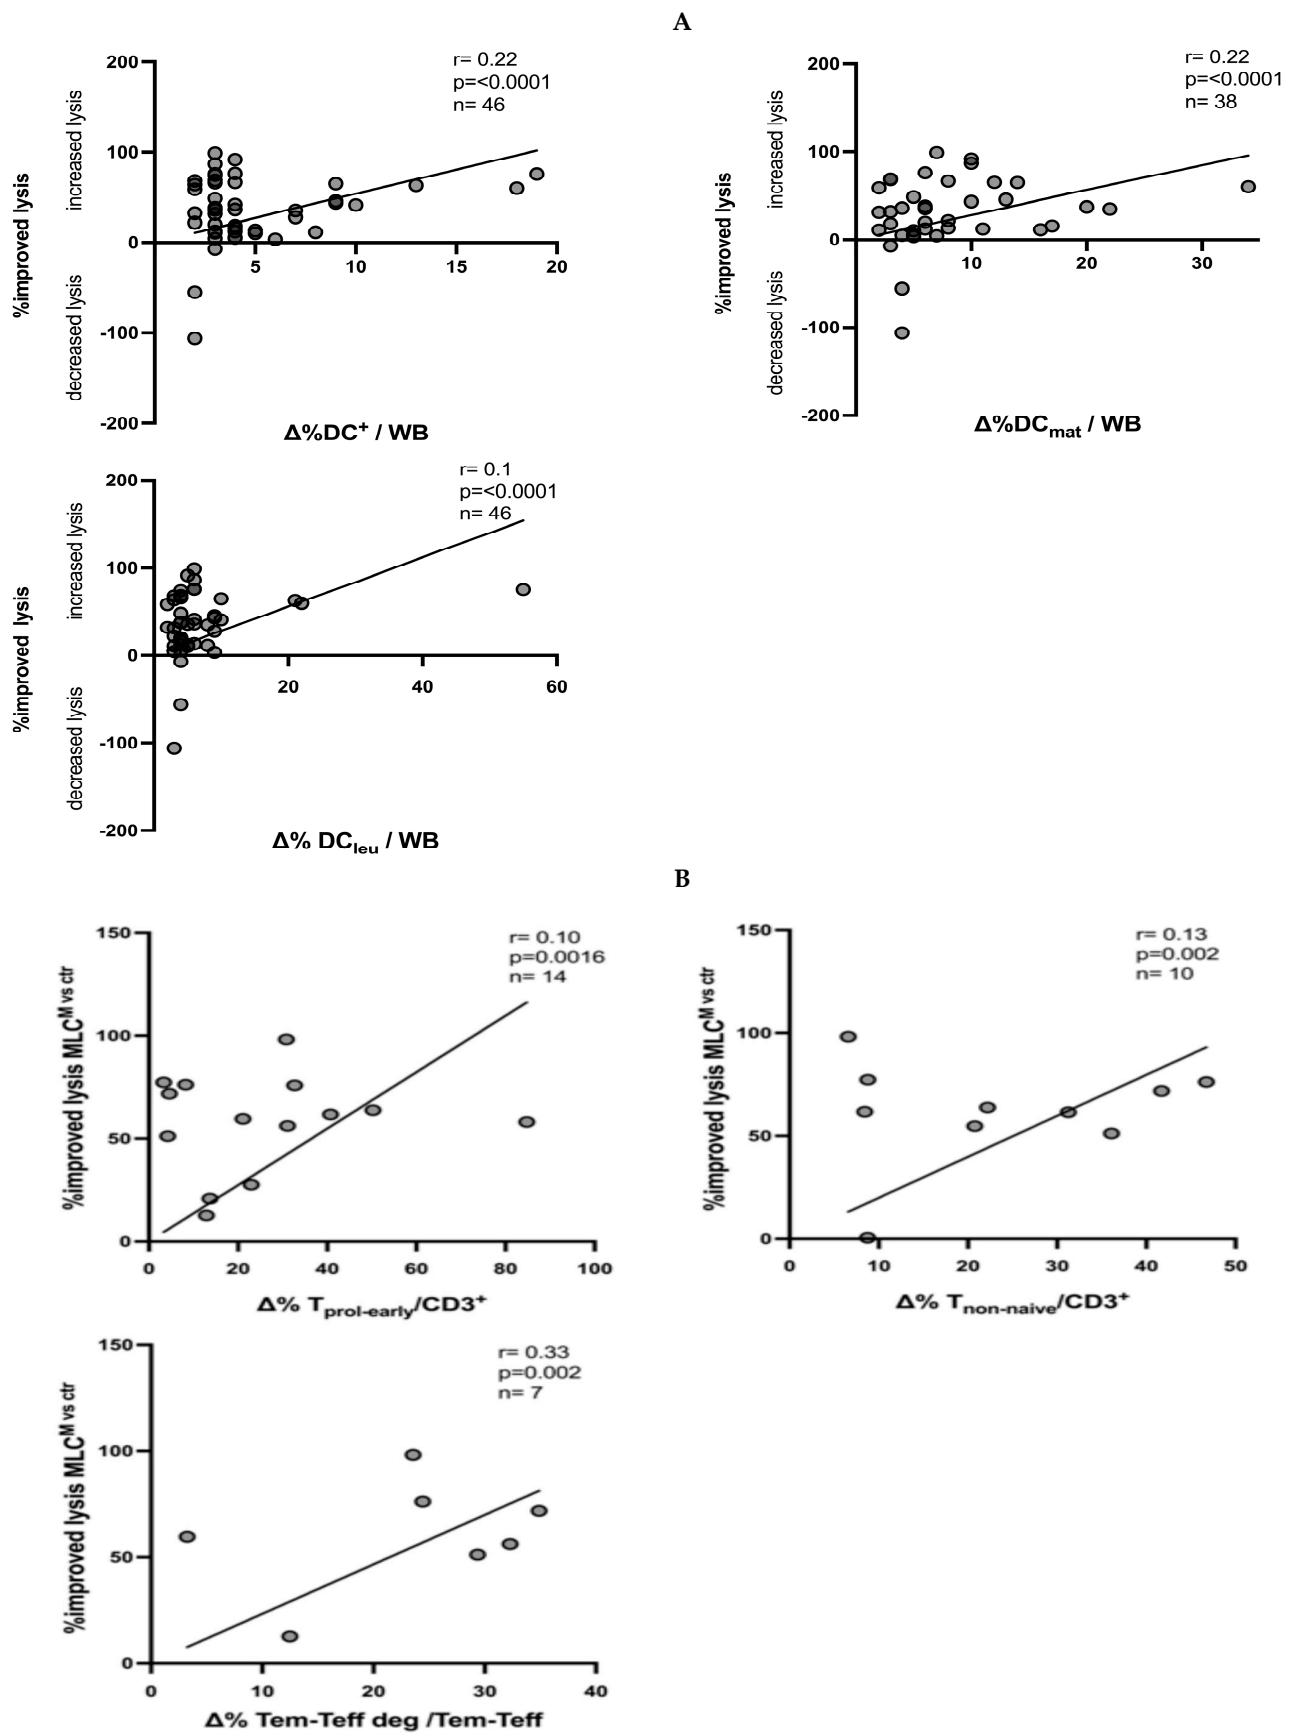 A
r= 0.22
p=<0.0001
n= 46
200
100
0
-100
-200
5
10
15
20
%improved lysis
increased lysis
decreased lysis
Δ%DC⁺ / WB
r= 0.22
p=<0.0001
n= 38
200
100
0
-100
-200
10
20
30
%improved lysis
increased lysis
decreased lysis
Δ%DCmat / WB
r= 0.1
p=<0.0001
n= 46
200
100
0
-100
-200
20
40
60
%improved lysis
increased lysis
decreased lysis
Δ% DCleu / WB
B
r= 0.10
p=0.0016
n= 14
150
100
50
0
0
20
40
60
80
100
%improved lysis MLCM vs ctr
Δ% Tprol-early/CD3⁺
r= 0.13
p=0.002
n= 10
150
100
50
0
0
10
20
30
40
50
%improved lysis MLCM vs ctr
Δ% Tnon-naive/CD3⁺
r= 0.33
p=0.002
n= 7
150
100
50
0
0
10
20
30
40
%improved lysis MLCM vs ctr
Δ% Tem-Teff deg /Tem-Teff